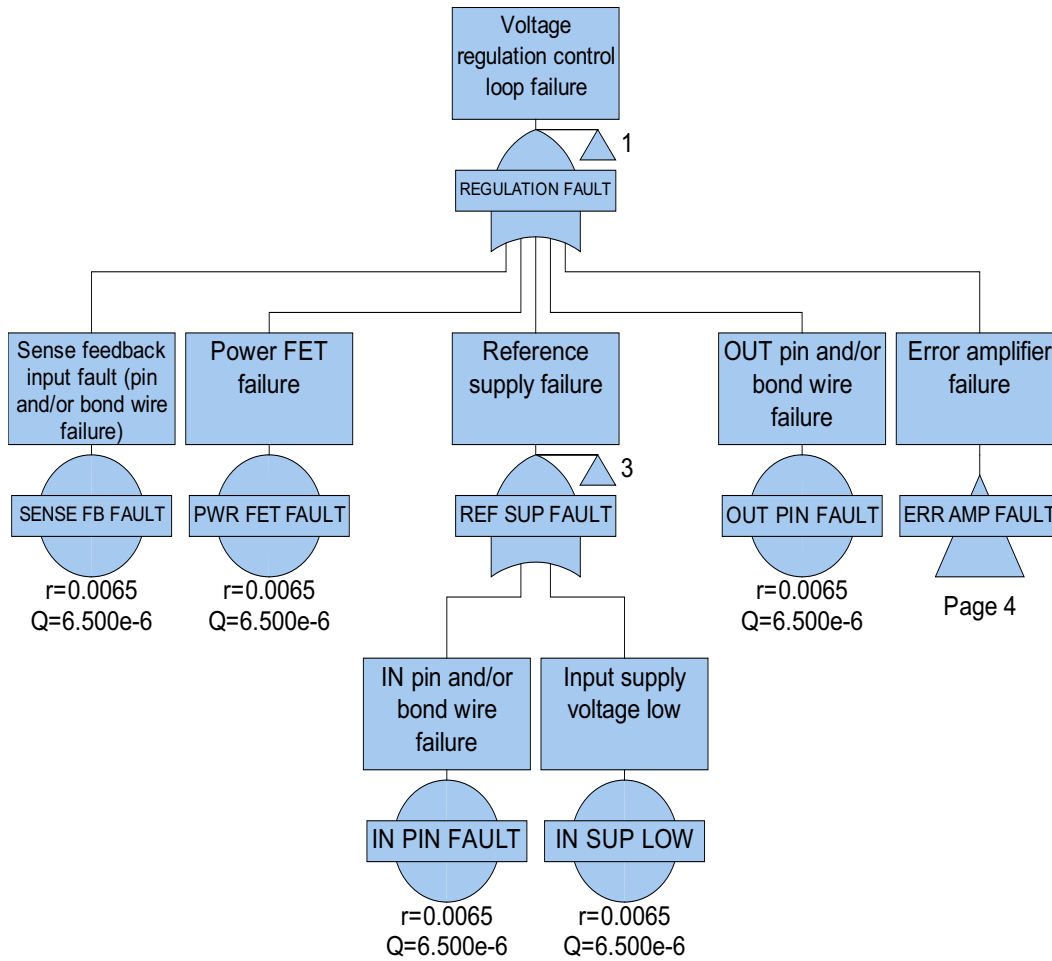 Voltage
regulation control
loop failure
1
REGULATION FAULT
Sense feedback
input fault (pin
and/or bond wire
failure)
SENSE FB FAULT
r=0.0065
Q=6.500e-6
Power FET
failure
PWR FET FAULT
r=0.0065
Q=6.500e-6
Reference
supply failure
3
REF SUP FAULT
OUT pin and/or
bond wire
failure
OUT PIN FAULT
r=0.0065
Q=6.500e-6
Error amplifier
failure
ERR AMP FAULT
Page 4
IN pin and/or
bond wire
failure
IN PIN FAULT
r=0.0065
Q=6.500e-6
Input supply
voltage low
IN SUP LOW
r=0.0065
Q=6.500e-6